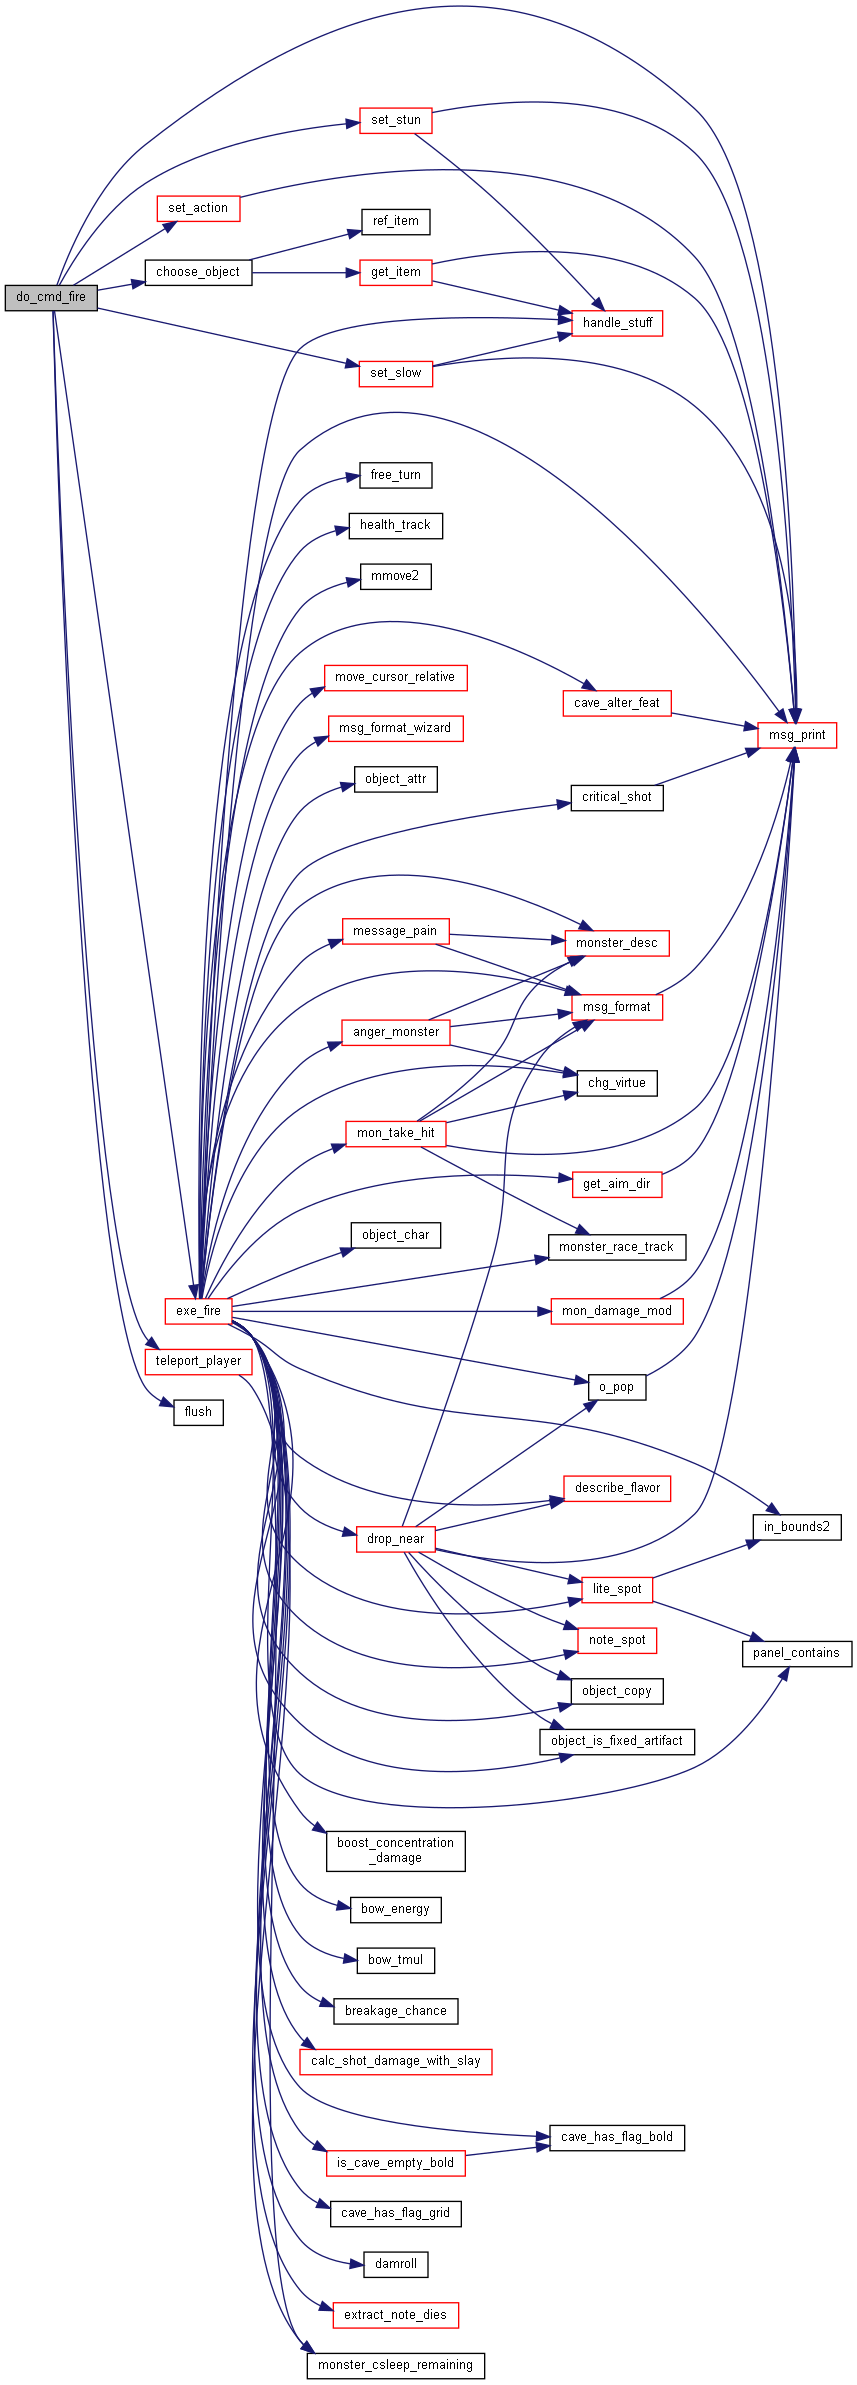 set_stun
set_action
ref_item
choose_object
get_item
do_cmd_fire
handle_stuff
set_slow
free_turn
health_track
mmove2
move_cursor_relative
cave_alter_feat
msg_format_wizard
msg_print
object_attr
critical_shot
message_pain
monster_desc
msg_format
anger_monster
chg_virtue
mon_take_hit
get_aim_dir
object_char
monster_race_track
exe_fire
mon_damage_mod
teleport_player
o_pop
flush
describe_flavor
in_bounds2
drop_near
lite_spot
note_spot
panel_contains
object_copy
object_is_fixed_artifact
boost_concentration
_damage
bow_energy
bow_tmul
breakage_chance
calc_shot_damage_with_slay
cave_has_flag_bold
is_cave_empty_bold
cave_has_flag_grid
damroll
extract_note_dies
monster_csleep_remaining